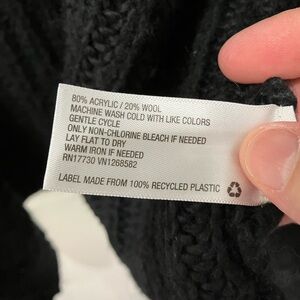 80% ACRYLIC / 20% WOOL
MACHINE WASH COLD WITH LIKE COLORS
GENTLE CYCLE
ONLY NON-CHLORINE BLEACH IF NEEDED
LAY FLAT TO DRY
WARM IRON IF NEEDED
RN17730 VN1268582
LABEL MADE FROM 100% RECYCLED PLASTIC